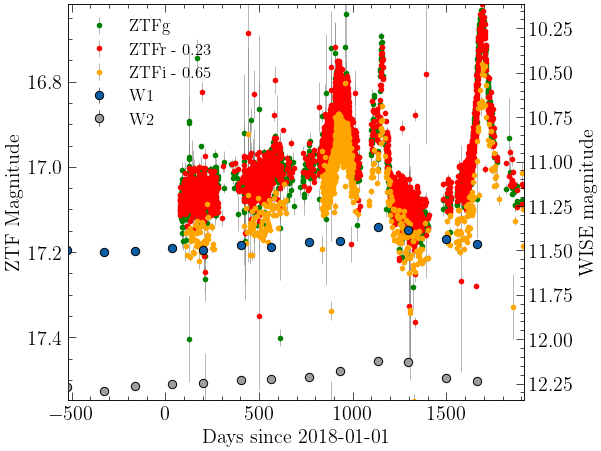 ZTFg
ZTFr - 0.23
ZTFi - 0.65
W1
W2
16.8
17.0
17.2
17.4
ZTF Magnitude
10.25
10.50
10.75
11.00
11.25
11.50
11.75
12.00
12.25
WISE magnitude
−500
0
500
1000
1500
Days since 2018-01-01